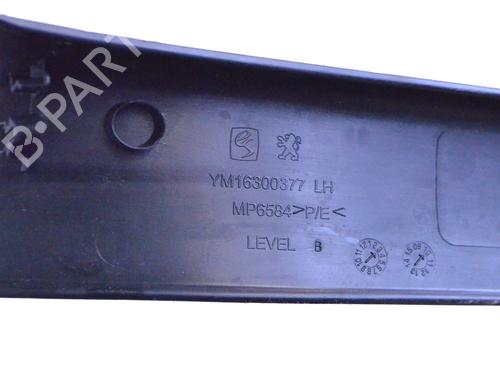 B-PART
YM16300377 LH
MP6584 >P/E<
LEVEL B